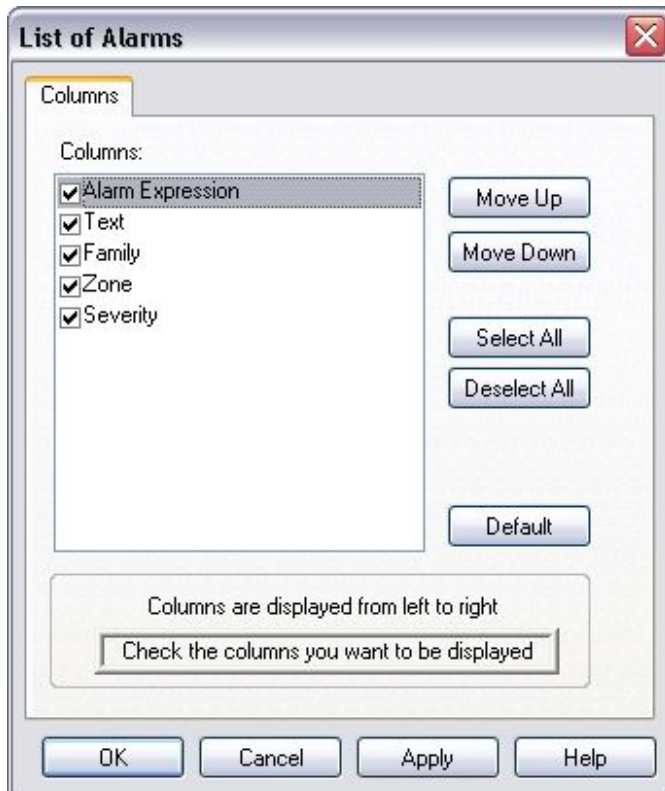 List of Alarms
Columns
Columns:
Alarm Expression
Text
Family
Zone
Severity
Move Up
Move Down
Select All
Deselect All
Default
Columns are displayed from left to right
Check the columns you want to be displayed
OK
Cancel
Apply
Help